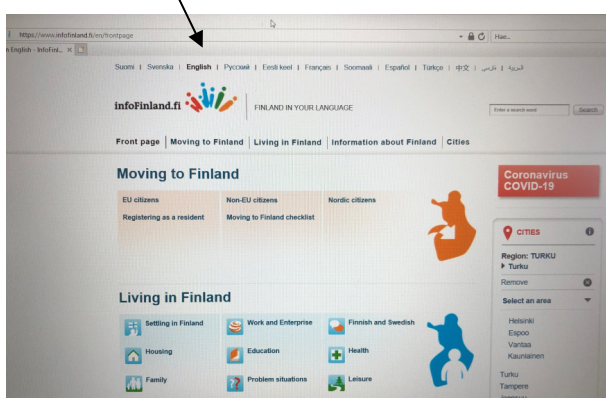 https://www.infofinland.fi/en/frontpage
Hae...
n English - InfoFinl...
Suomi | Svenska | English | Русский | Eesti keel | Français | Soomaali | Español | Türkçe | 中文 | فارسی | العربية
infoFinland.fi
FINLAND IN YOUR LANGUAGE
Enter a search word
Search
Front page | Moving to Finland | Living in Finland | Information about Finland | Cities
Moving to Finland
EU citizens
Non-EU citizens
Nordic citizens
Registering as a resident
Moving to Finland checklist
Coronavirus
COVID-19
CITIES
Region: TURKU
Turku
Remove
Select an area
Helsinki
Espoo
Vantaa
Kauniainen
Turku
Tampere
Living in Finland
Settling in Finland
Work and Enterprise
Finnish and Swedish
Housing
Education
Health
Family
Problem situations
Leisure